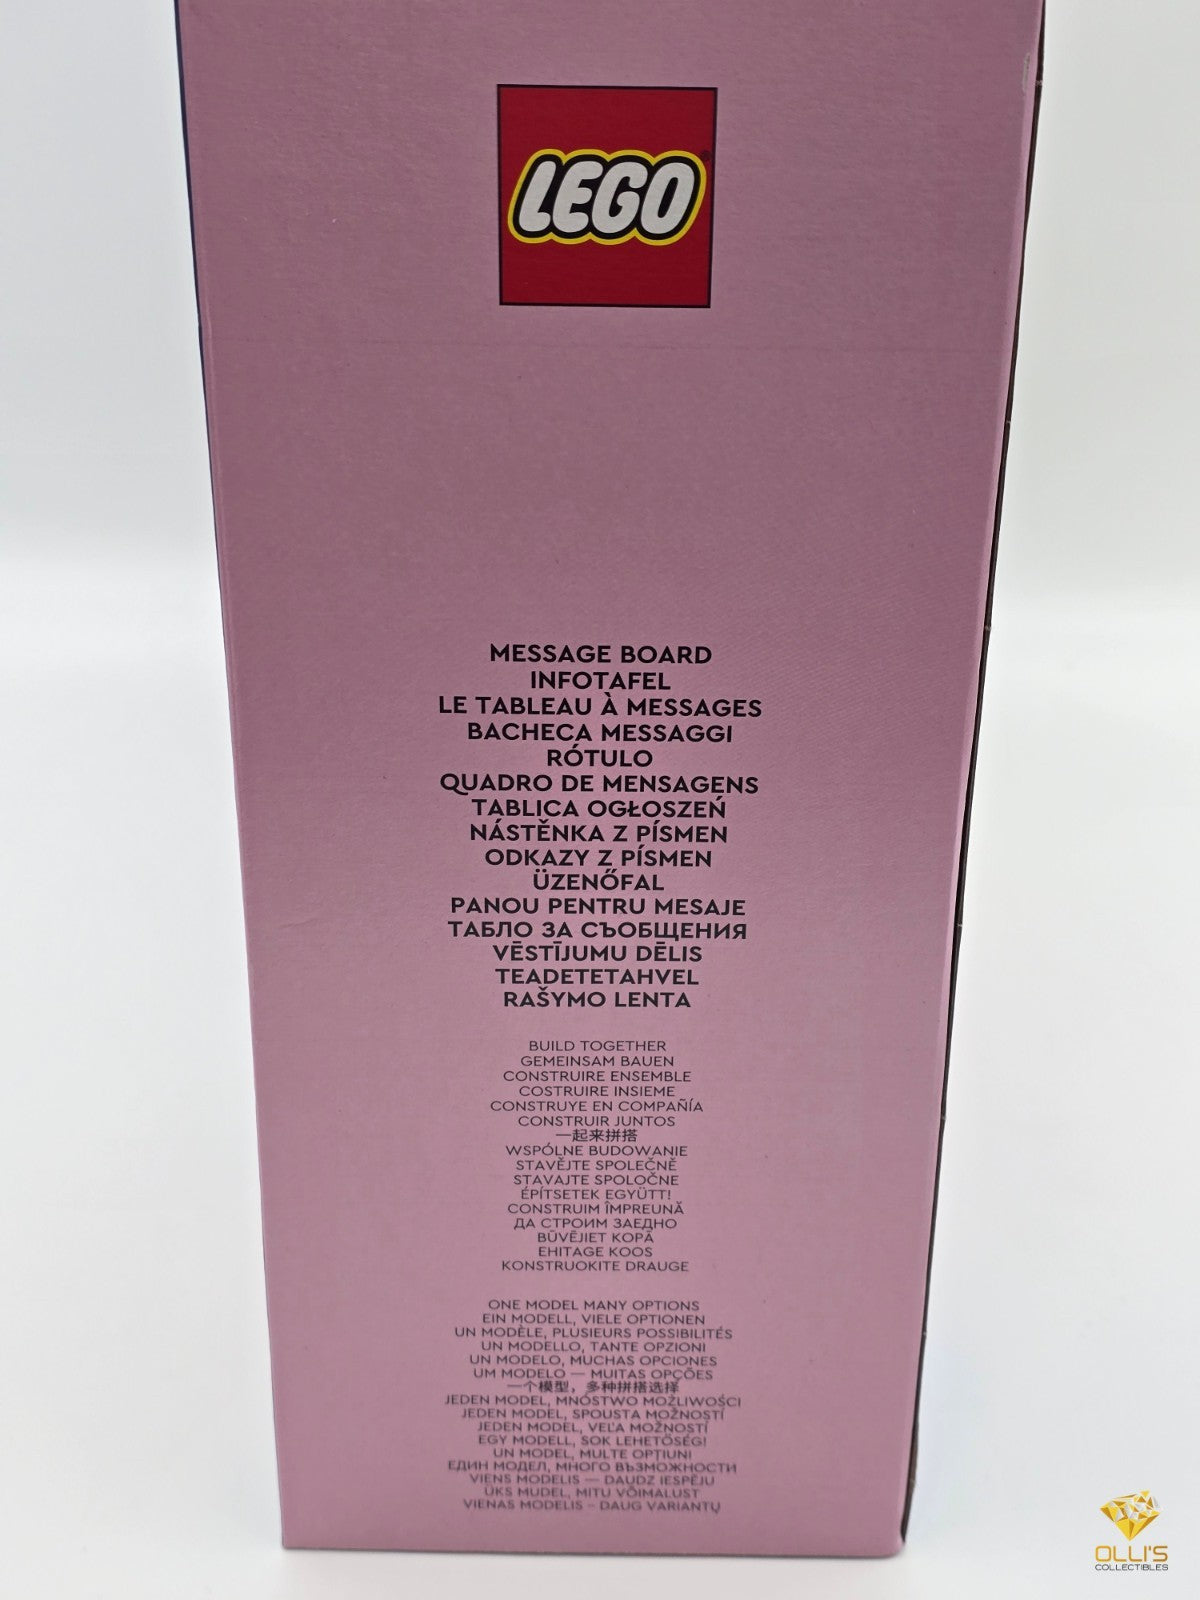 LEGO
MESSAGE BOARD
INFOTAFEL
LE TABLEAU À MESSAGES
BACHECA MESSAGGI
RÓTULO
QUADRO DE MENSAGENS
TABLICA OGŁOSZEŃ
NÁSTĚNKA Z PÍSMEN
ODKAZY Z PÍSMEN
ÜZENŐFAL
PANOU PENTRU MESAJE
ТАБЛО ЗА СЪОБЩЕНИЯ
VĒSTĪJUMU DĒLIS
TEADETETAHVEL
RAŠYMO LENTA
BUILD TOGETHER
GEMEINSAM BAUEN
CONSTRUIRE ENSEMBLE
COSTRUIRE INSIEME
CONSTRUYE EN COMPAÑÍA
CONSTRUIR JUNTOS
一起来拼搭
WSPÓLNE BUDOWANIE
STAVĚJTE SPOLEČNĚ
STAVAJTE SPOLOČNE
ÉPÍTSETEK EGYÜTT!
CONSTRUIM ÎMPREUNĂ
ДА СТРОИМ ЗАЕДНО
BŪVĒJIET KOPĀ
EHITAGE KOOS
KONSTRUOKITE DRAUGE
ONE MODEL MANY OPTIONS
EIN MODELL, VIELE OPTIONEN
UN MODÈLE, PLUSIEURS POSSIBILITÉS
UN MODELLO, TANTE OPZIONI
UN MODELO, MUCHAS OPCIONES
UM MODELO — MUITAS OPÇÕES
一个模型，多种拼搭选择
JEDEN MODEL, MNÓSTWO MOŻLIWOŚCI
JEDEN MODEL, SPOUSTA MOŽNOSTÍ
JEDEN MODEL, VEĽA MOŽNOSTÍ
EGY MODELL, SOK LEHETŐSÉG!
UN MODEL, MULTE OPȚIUNI
ЕДИН МОДЕЛ, МНОГО ВЪЗМОЖНОСТИ
VIENS MODELIS — DAUDZ IESPĒJU
ÜKS MUDEL, MITU VÕIMALUST
VIENAS MODELIS – DAUG VARIANTŲ
OLLI'S
COLLECTIBLES